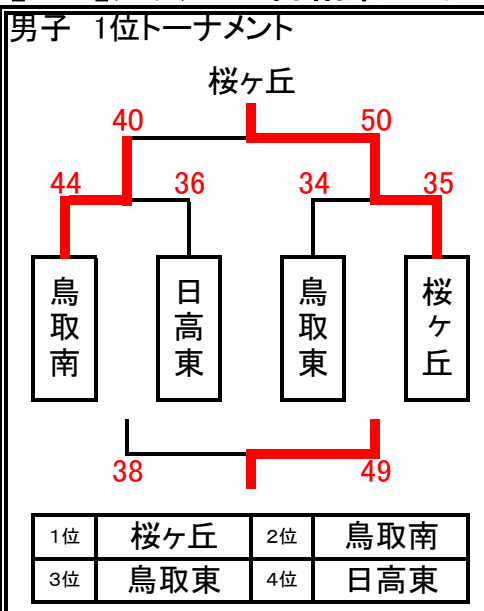 男子 1位トーナメント
桜ヶ丘
40 50
44 36 34 35
鳥取南 日高東 鳥取東 桜ヶ丘
38 49
1位 桜ヶ丘 2位 鳥取南
3位 鳥取東 4位 日高東